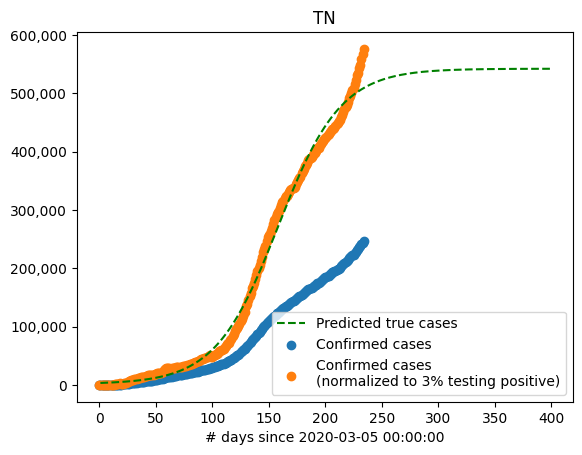 TN
600,000
500,000
400,000
300,000
200,000
100,000
0
0 50 100 150 200 250 300 350 400
# days since 2020-03-05 00:00:00
Predicted true cases
Confirmed cases
Confirmed cases
(normalized to 3% testing positive)